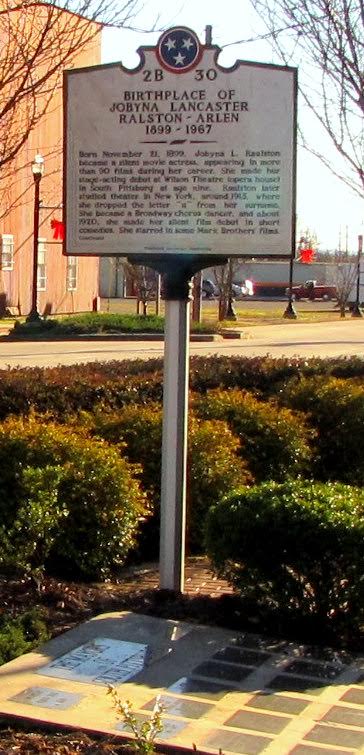 2B 30
BIRTHPLACE OF
JOBYNA LANCASTER
RALSTON - ARLEN
1899 - 1967
Born November 21, 1899, Jobyna L. Raulston
became a silent movie actress, appearing in more
than 90 films during her career. She made her
stage-acting debut at Wilson Theatre (opera house)
in South Pittsburg at age nine. Raulston later
studied theater in New York, around 1915, where
she dropped the letter "u" from her surname.
She became a Broadway chorus dancer, and about
1920, she made her silent film debut in short
comedies. She starred in some Marx Brothers films.